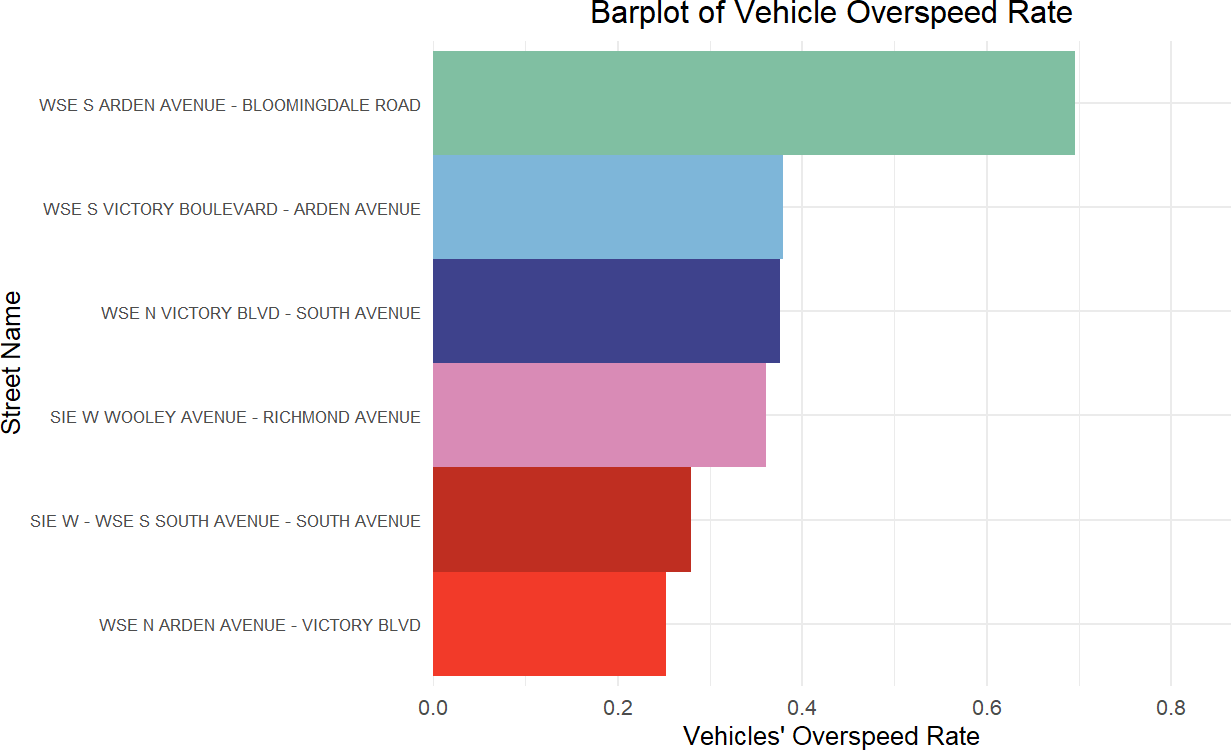 Barplot of Vehicle Overspeed Rate
WSE S ARDEN AVENUE - BLOOMINGDALE ROAD
WSE S VICTORY BOULEVARD - ARDEN AVENUE
WSE N VICTORY BLVD - SOUTH AVENUE
SIE W WOOLEY AVENUE - RICHMOND AVENUE
SIE W - WSE S SOUTH AVENUE - SOUTH AVENUE
WSE N ARDEN AVENUE - VICTORY BLVD
Street Name
0.0 0.2 0.4 0.6 0.8
Vehicles' Overspeed Rate